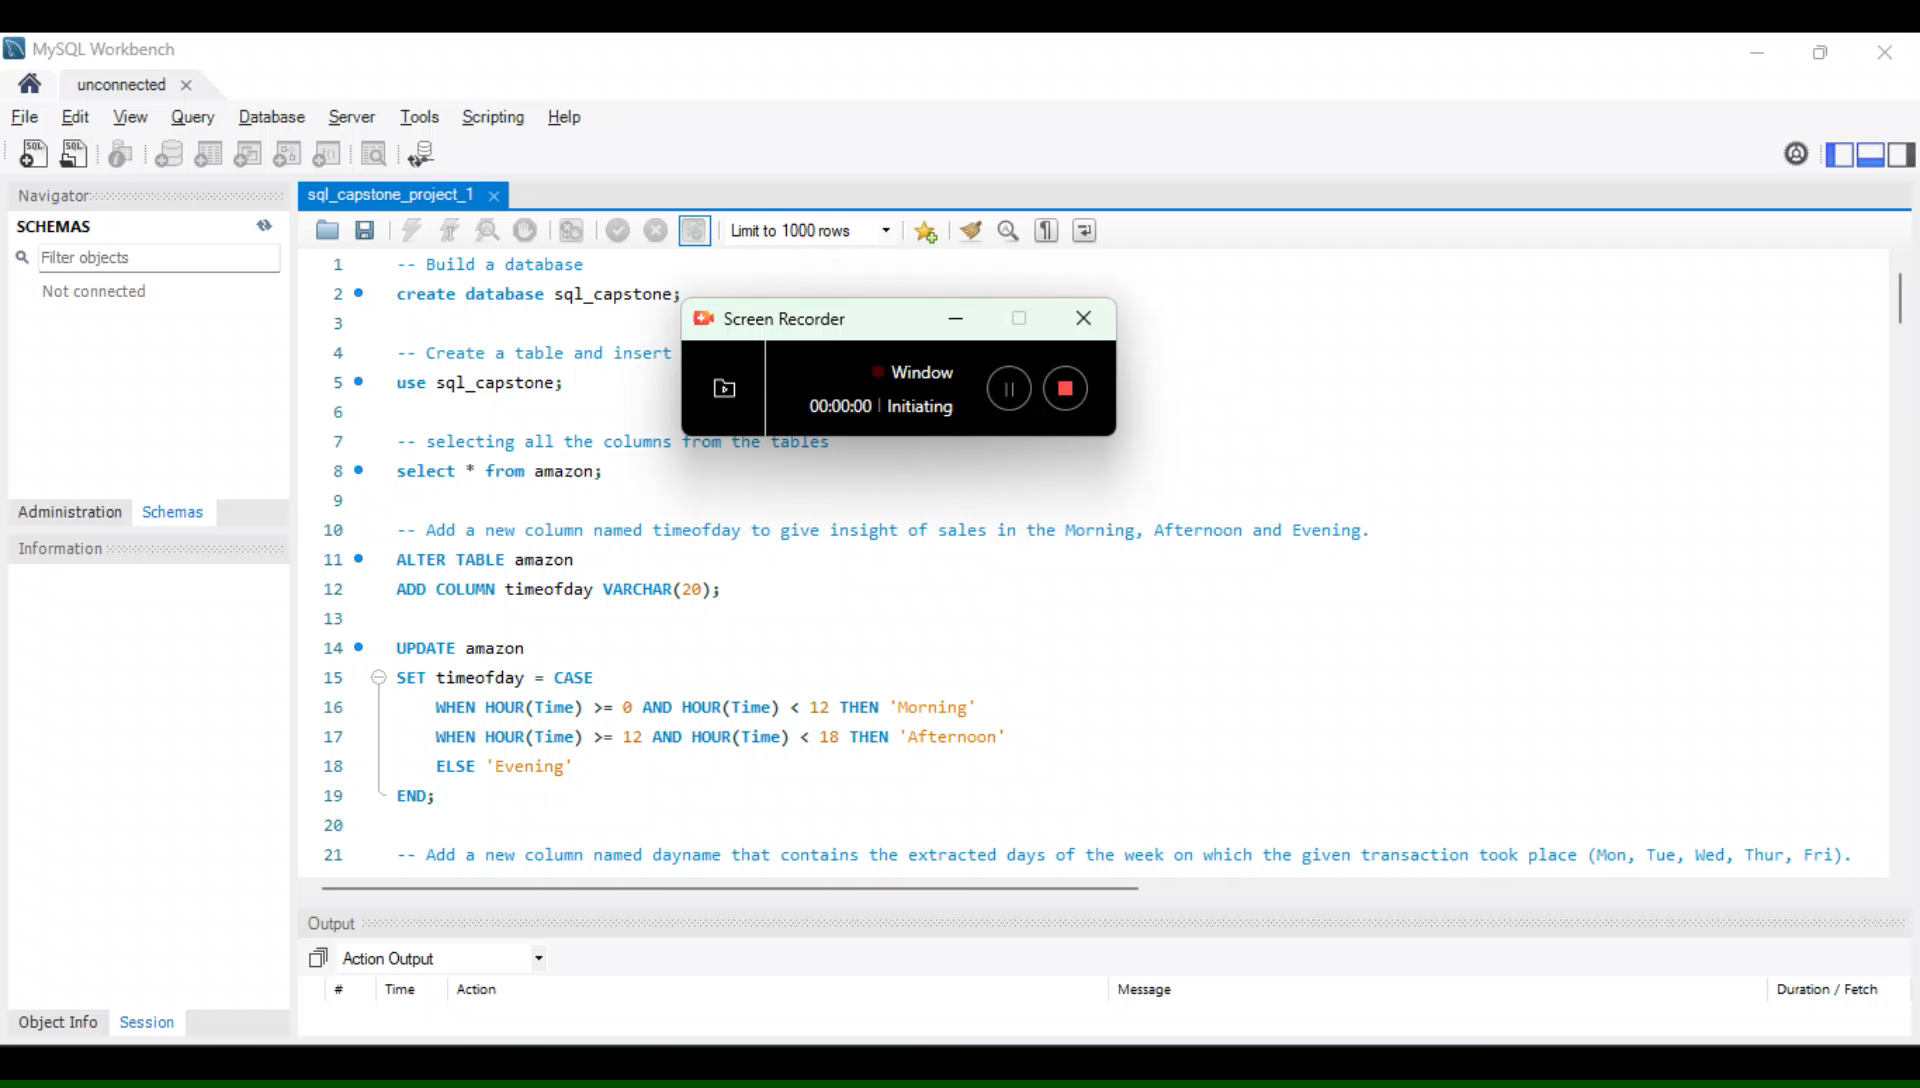 MySQL Workbench
unconnected
File Edit View Query Database Server Tools Scripting Help
SQL SQL
Navigator
SCHEMAS
Filter objects
Not connected
Administration Schemas
Information
Object Info Session
sql_capstone_project_1
Limit to 1000 rows
1 -- Build a database
2 create database sql_capstone;
3
4 -- Create a table and insert
5 use sql_capstone;
6
7 -- selecting all the columns from the tables
8 select * from amazon;
9
10 -- Add a new column named timeofday to give insight of sales in the Morning, Afternoon and Evening.
11 ALTER TABLE amazon
12 ADD COLUMN timeofday VARCHAR(20);
13
14 UPDATE amazon
15 SET timeofday = CASE
16 WHEN HOUR(Time) >= 0 AND HOUR(Time) < 12 THEN 'Morning'
17 WHEN HOUR(Time) >= 12 AND HOUR(Time) < 18 THEN 'Afternoon'
18 ELSE 'Evening'
19 END;
20
21 -- Add a new column named dayname that contains the extracted days of the week on which the given transaction took place (Mon, Tue, Wed, Thur, Fri).
Screen Recorder
Window
00:00:00 | Initiating
Output
Action Output
# Time Action Message Duration / Fetch